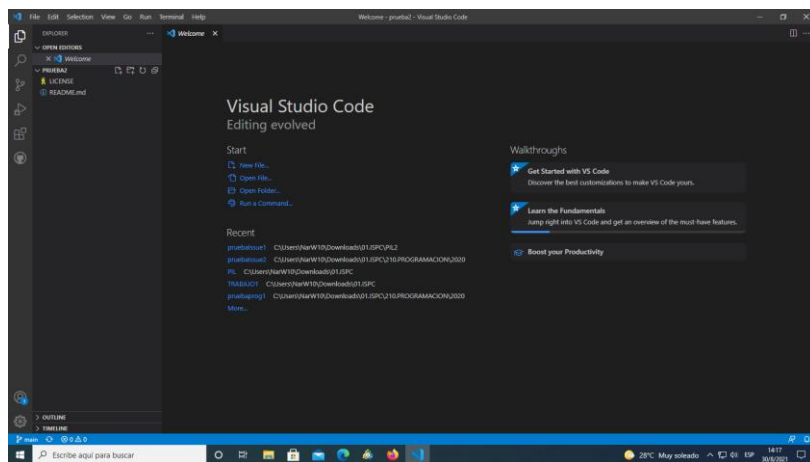 File Edit Selection View Go Run Terminal Help
Welcome - prueba2 - Visual Studio Code
EXPLORER
OPEN EDITORS
Welcome
PRUEBA2
LICENSE
README.md
OUTLINE
TIMELINE
Welcome
Visual Studio Code
Editing evolved
Start
New File...
Open File...
Open Folder...
Run a Command...
Recent
pruebaissue1 C:\Users\NarW10\Downloads\01.ISPC\PIL2
pruebaissue2 C:\Users\NarW10\Downloads\01.ISPC\210.PROGRAMACION\2020
PIL C:\Users\NarW10\Downloads\01.ISPC
TRABAJO1 C:\Users\NarW10\Downloads\01.ISPC
pruebaprog1 C:\Users\NarW10\Downloads\01.ISPC\210.PROGRAMACION\2020
More...
Walkthroughs
Get Started with VS Code
Discover the best customizations to make VS Code yours.
Learn the Fundamentals
Jump right into VS Code and get an overview of the must-have features.
Boost your Productivity
main 0 0
Escribe aquí para buscar
28°C Muy soleado ESP 14:17
30/8/2021